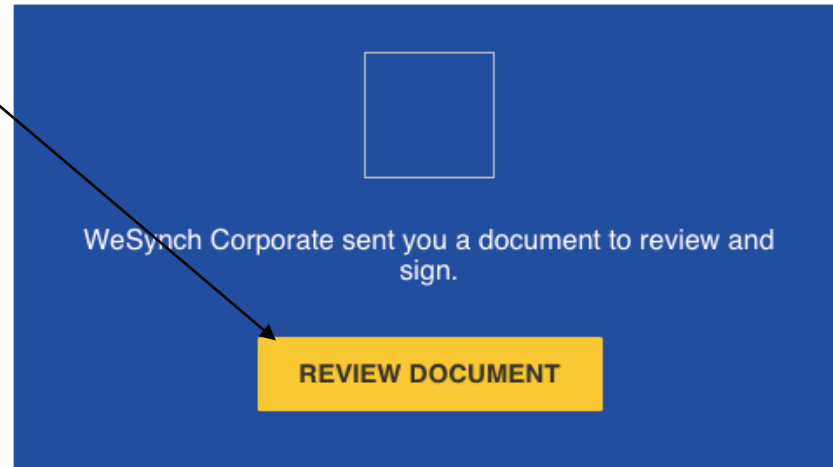 WeSynch Corporate sent you a document to review and
sign.
REVIEW DOCUMENT